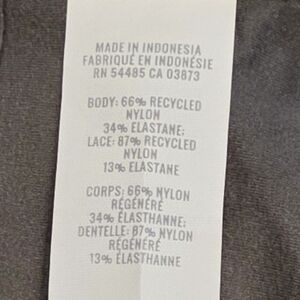 MADE IN INDONESIA
FABRIQUÉ EN INDONÉSIE
RN 54485 CA 03873
BODY: 66% RECYCLED
NYLON
34% ELASTANE;
LACE: 87% RECYCLED
NYLON
13% ELASTANE
CORPS: 66% NYLON
RÉGÉNÉRÉ
34% ÉLASTHANNE;
DENTELLE: 87% NYLON
RÉGÉNÉRÉ
13% ÉLASTHANNE